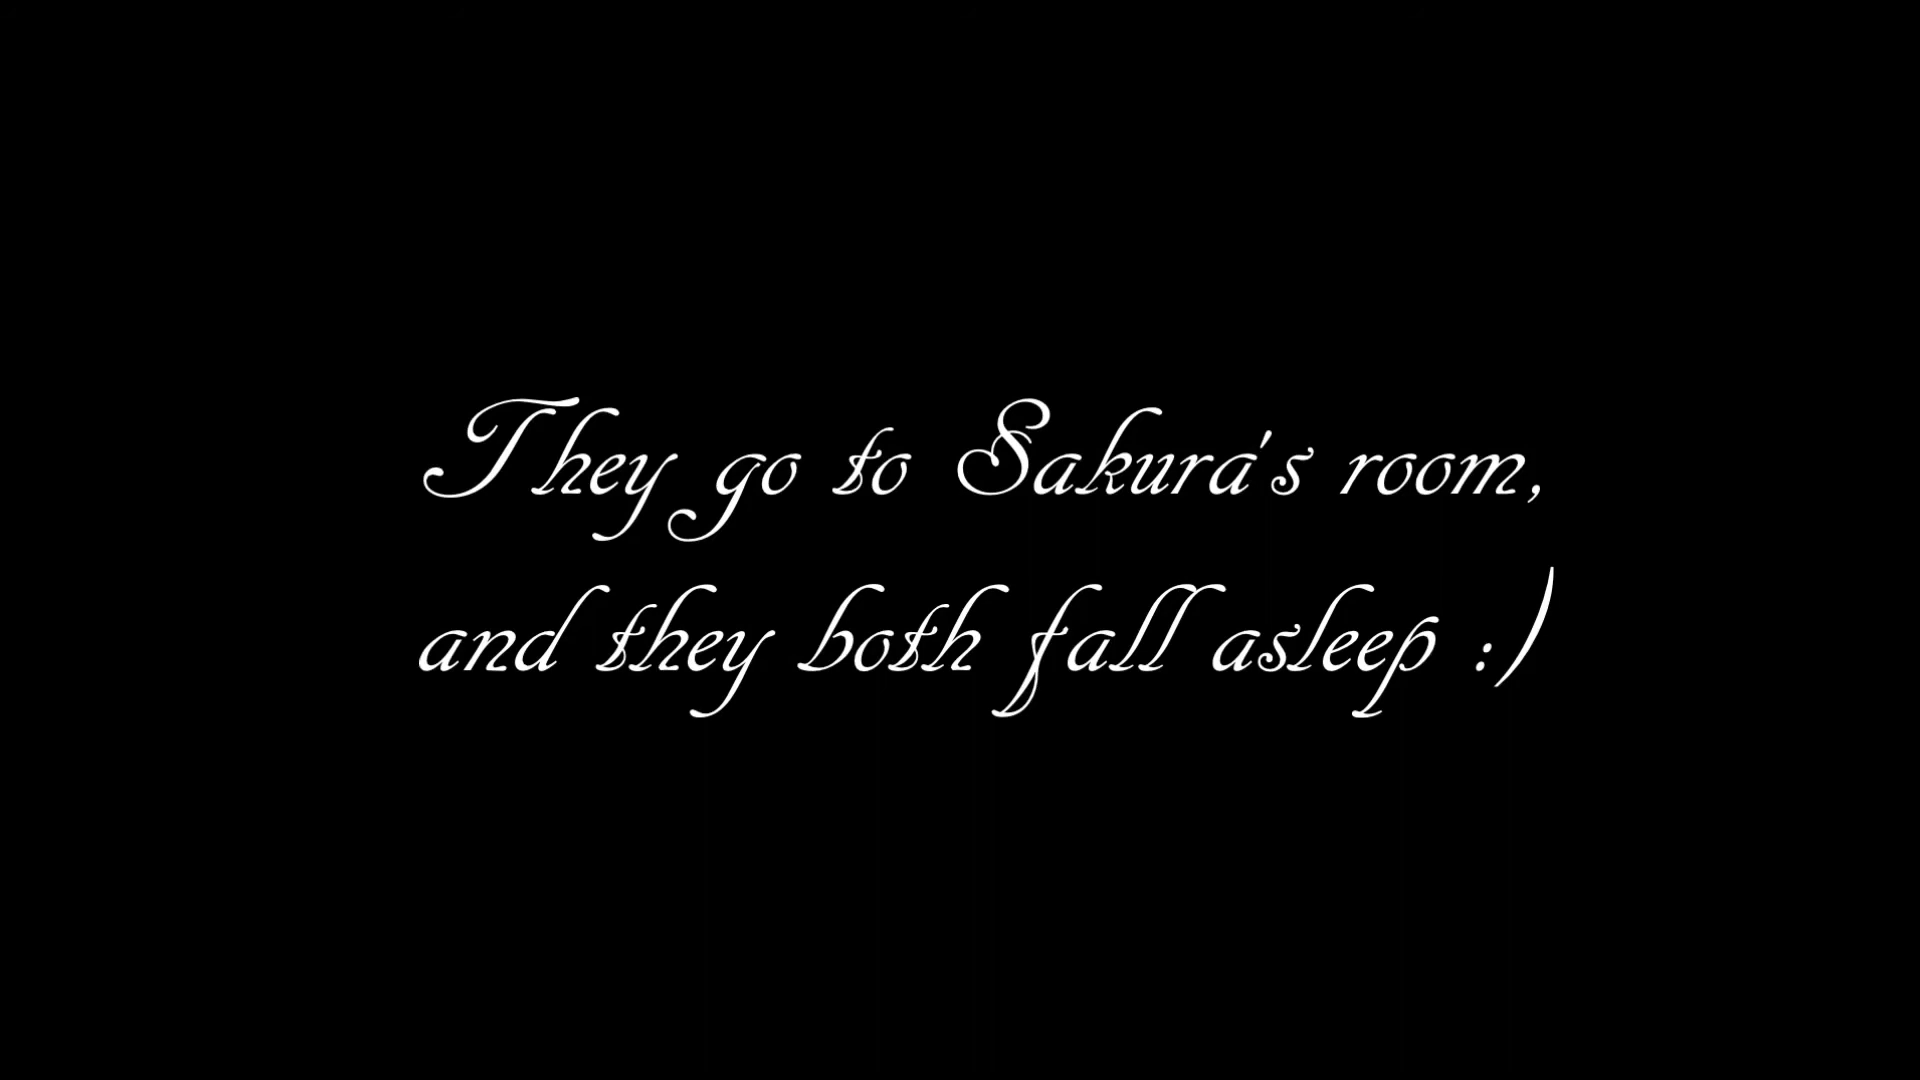 They go to Sakura's room,
and they both fall asleep :)